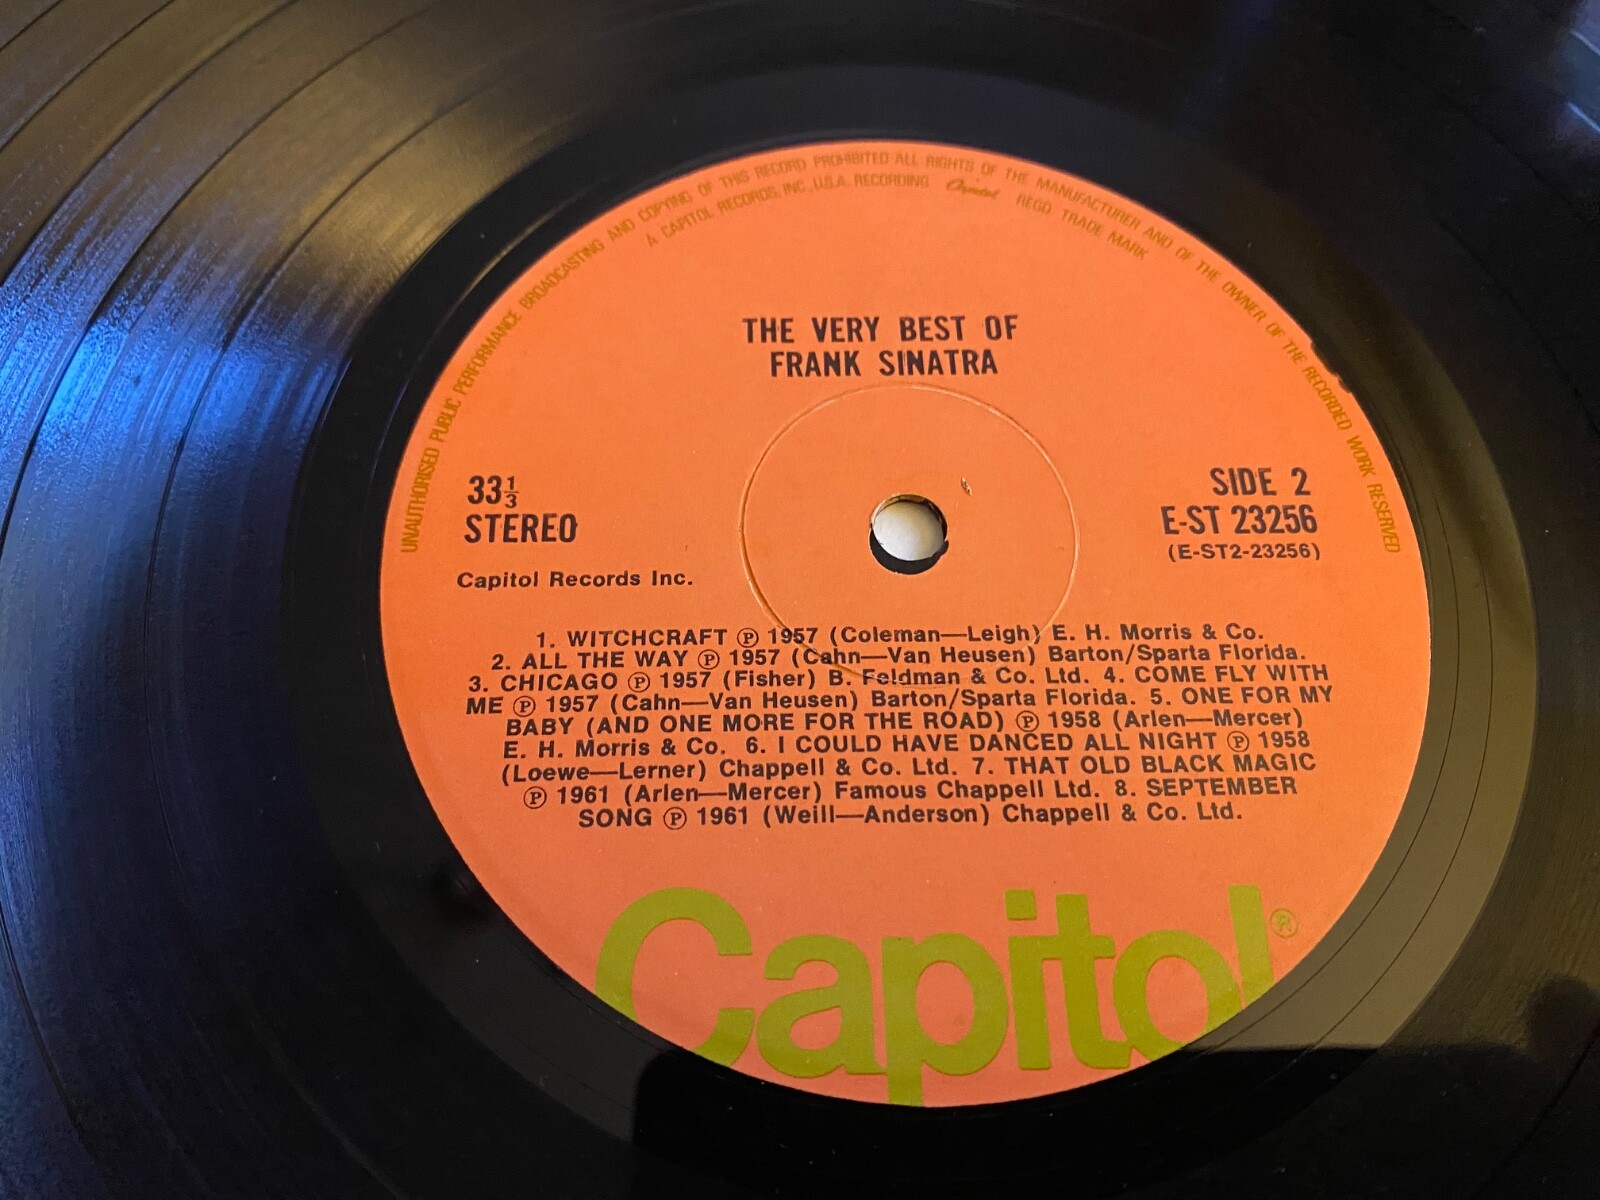 UNAUTHORISED PUBLIC PERFORMANCE BROADCASTING AND COPYING OF THIS RECORD PROHIBITED ALL RIGHTS OF THE MANUFACTURER AND OF THE OWNER OF THE RECORDED WORK RESERVED
A CAPITOL RECORDS, INC., U.S.A. RECORDING Capitol REGD. TRADE MARK
THE VERY BEST OF
FRANK SINATRA
33⅓
STEREO
Capitol Records Inc.
SIDE 2
E-ST 23256
(E-ST2-23256)
1. WITCHCRAFT ℗ 1957 (Coleman—Leigh) E. H. Morris & Co.
2. ALL THE WAY ℗ 1957 (Cahn—Van Heusen) Barton/Sparta Florida.
3. CHICAGO ℗ 1957 (Fisher) B. Feldman & Co. Ltd. 4. COME FLY WITH
ME ℗ 1957 (Cahn—Van Heusen) Barton/Sparta Florida. 5. ONE FOR MY
BABY (AND ONE MORE FOR THE ROAD) ℗ 1958 (Arlen—Mercer)
E. H. Morris & Co. 6. I COULD HAVE DANCED ALL NIGHT ℗ 1958
(Loewe—Lerner) Chappell & Co. Ltd. 7. THAT OLD BLACK MAGIC
℗ 1961 (Arlen—Mercer) Famous Chappell Ltd. 8. SEPTEMBER
SONG ℗ 1961 (Weill—Anderson) Chappell & Co. Ltd.
Capitol®